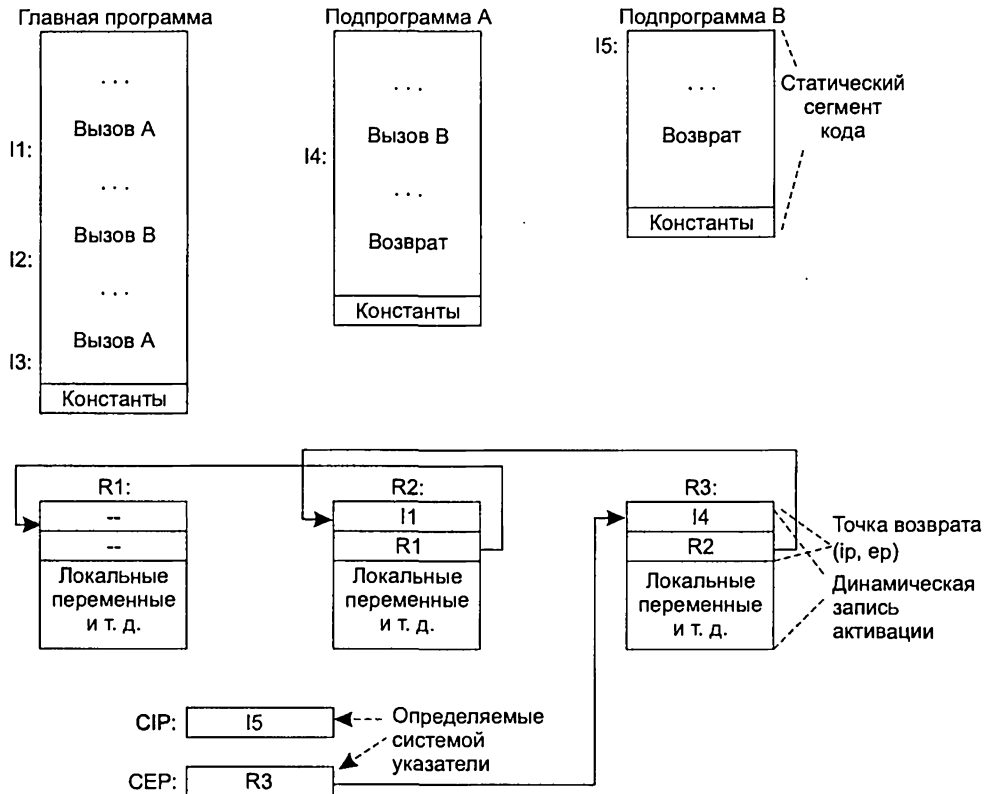 Главная программа
Подпрограмма A
Подпрограмма B
. . .
Вызов A
I1:
. . .
Вызов B
I2:
. . .
Вызов A
I3:
Константы
. . .
Вызов B
I4:
. . .
Возврат
Константы
I5:
. . .
Возврат
Константы
Статический
сегмент
кода
R1:
--
--
Локальные
переменные
и т. д.
R2:
I1
R1
Локальные
переменные
и т. д.
R3:
I4
R2
Локальные
переменные
и т. д.
Точка возврата
(ip, ep)
Динамическая
запись
активации
CIP:
I5
CEP:
R3
Определяемые
системой
указатели